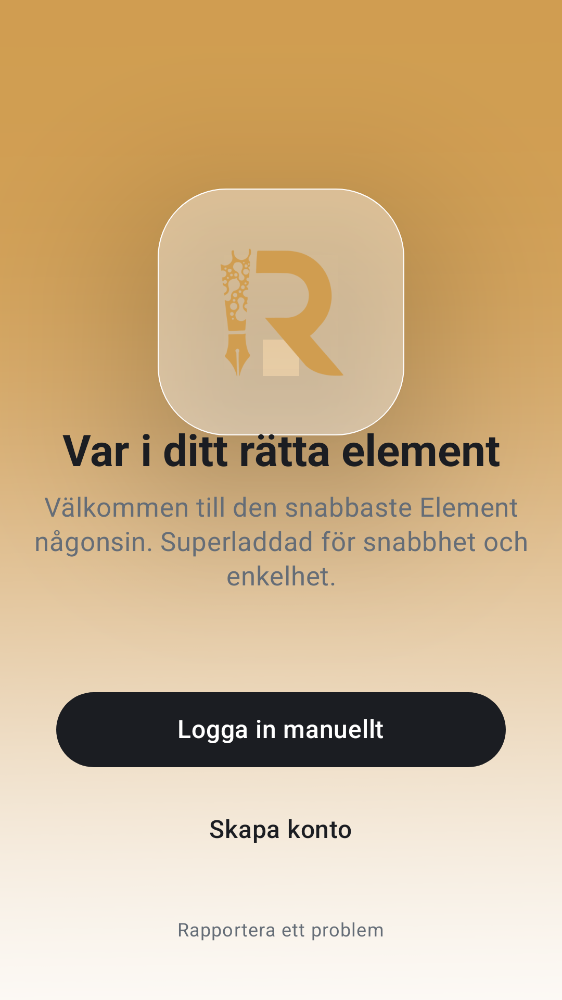 R
Var i ditt rätta element
Välkommen till den snabbaste Element
någonsin. Superladdad för snabbhet och
enkelhet.
Logga in manuellt
Skapa konto
Rapportera ett problem